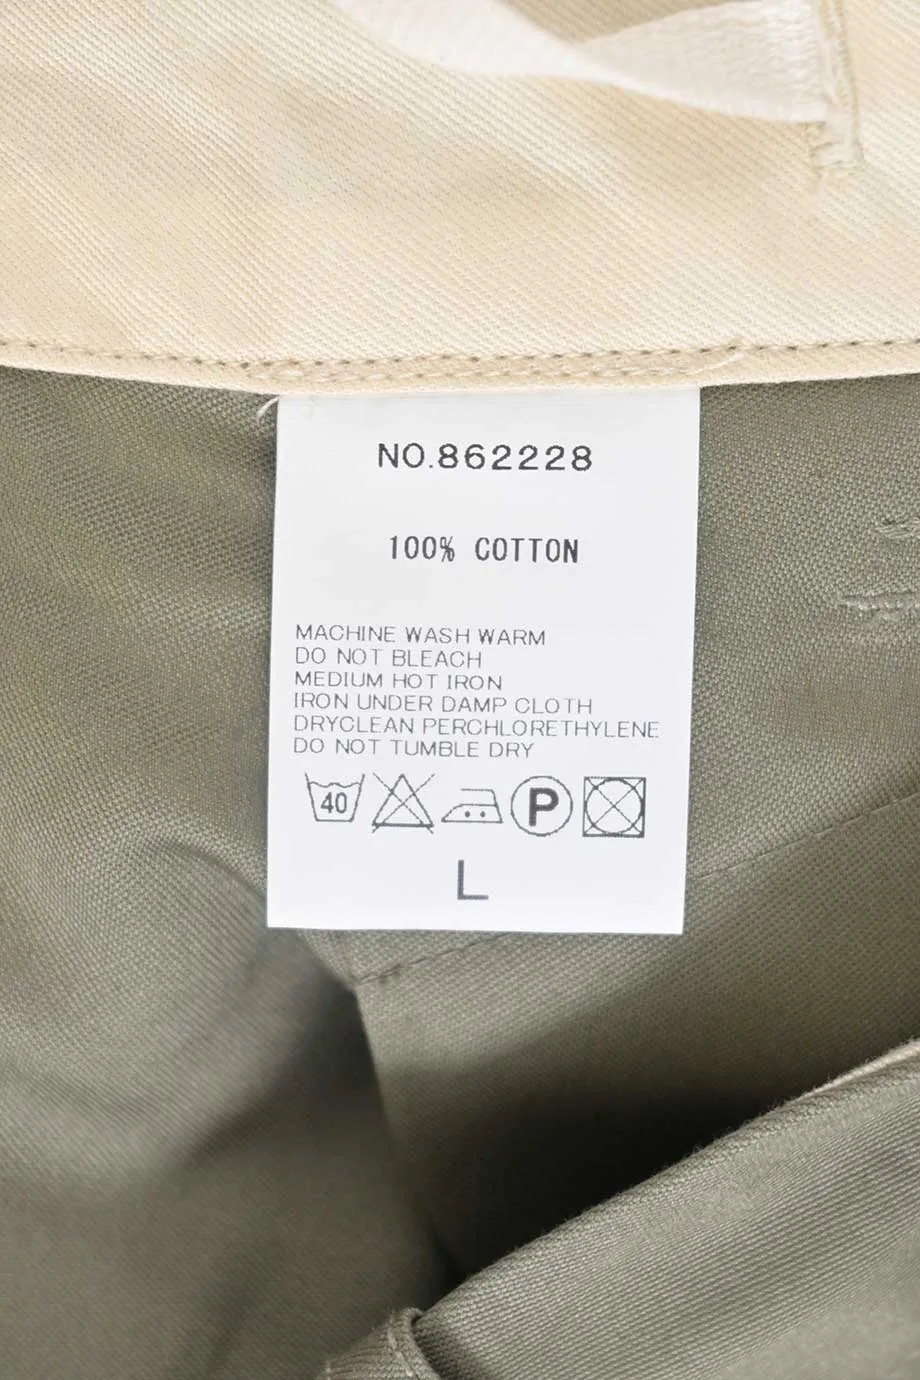 NO.862228
100% COTTON
MACHINE WASH WARM
DO NOT BLEACH
MEDIUM HOT IRON
IRON UNDER DAMP CLOTH
DRYCLEAN PERCHLORETHYLENE
DO NOT TUMBLE DRY
40 P
L